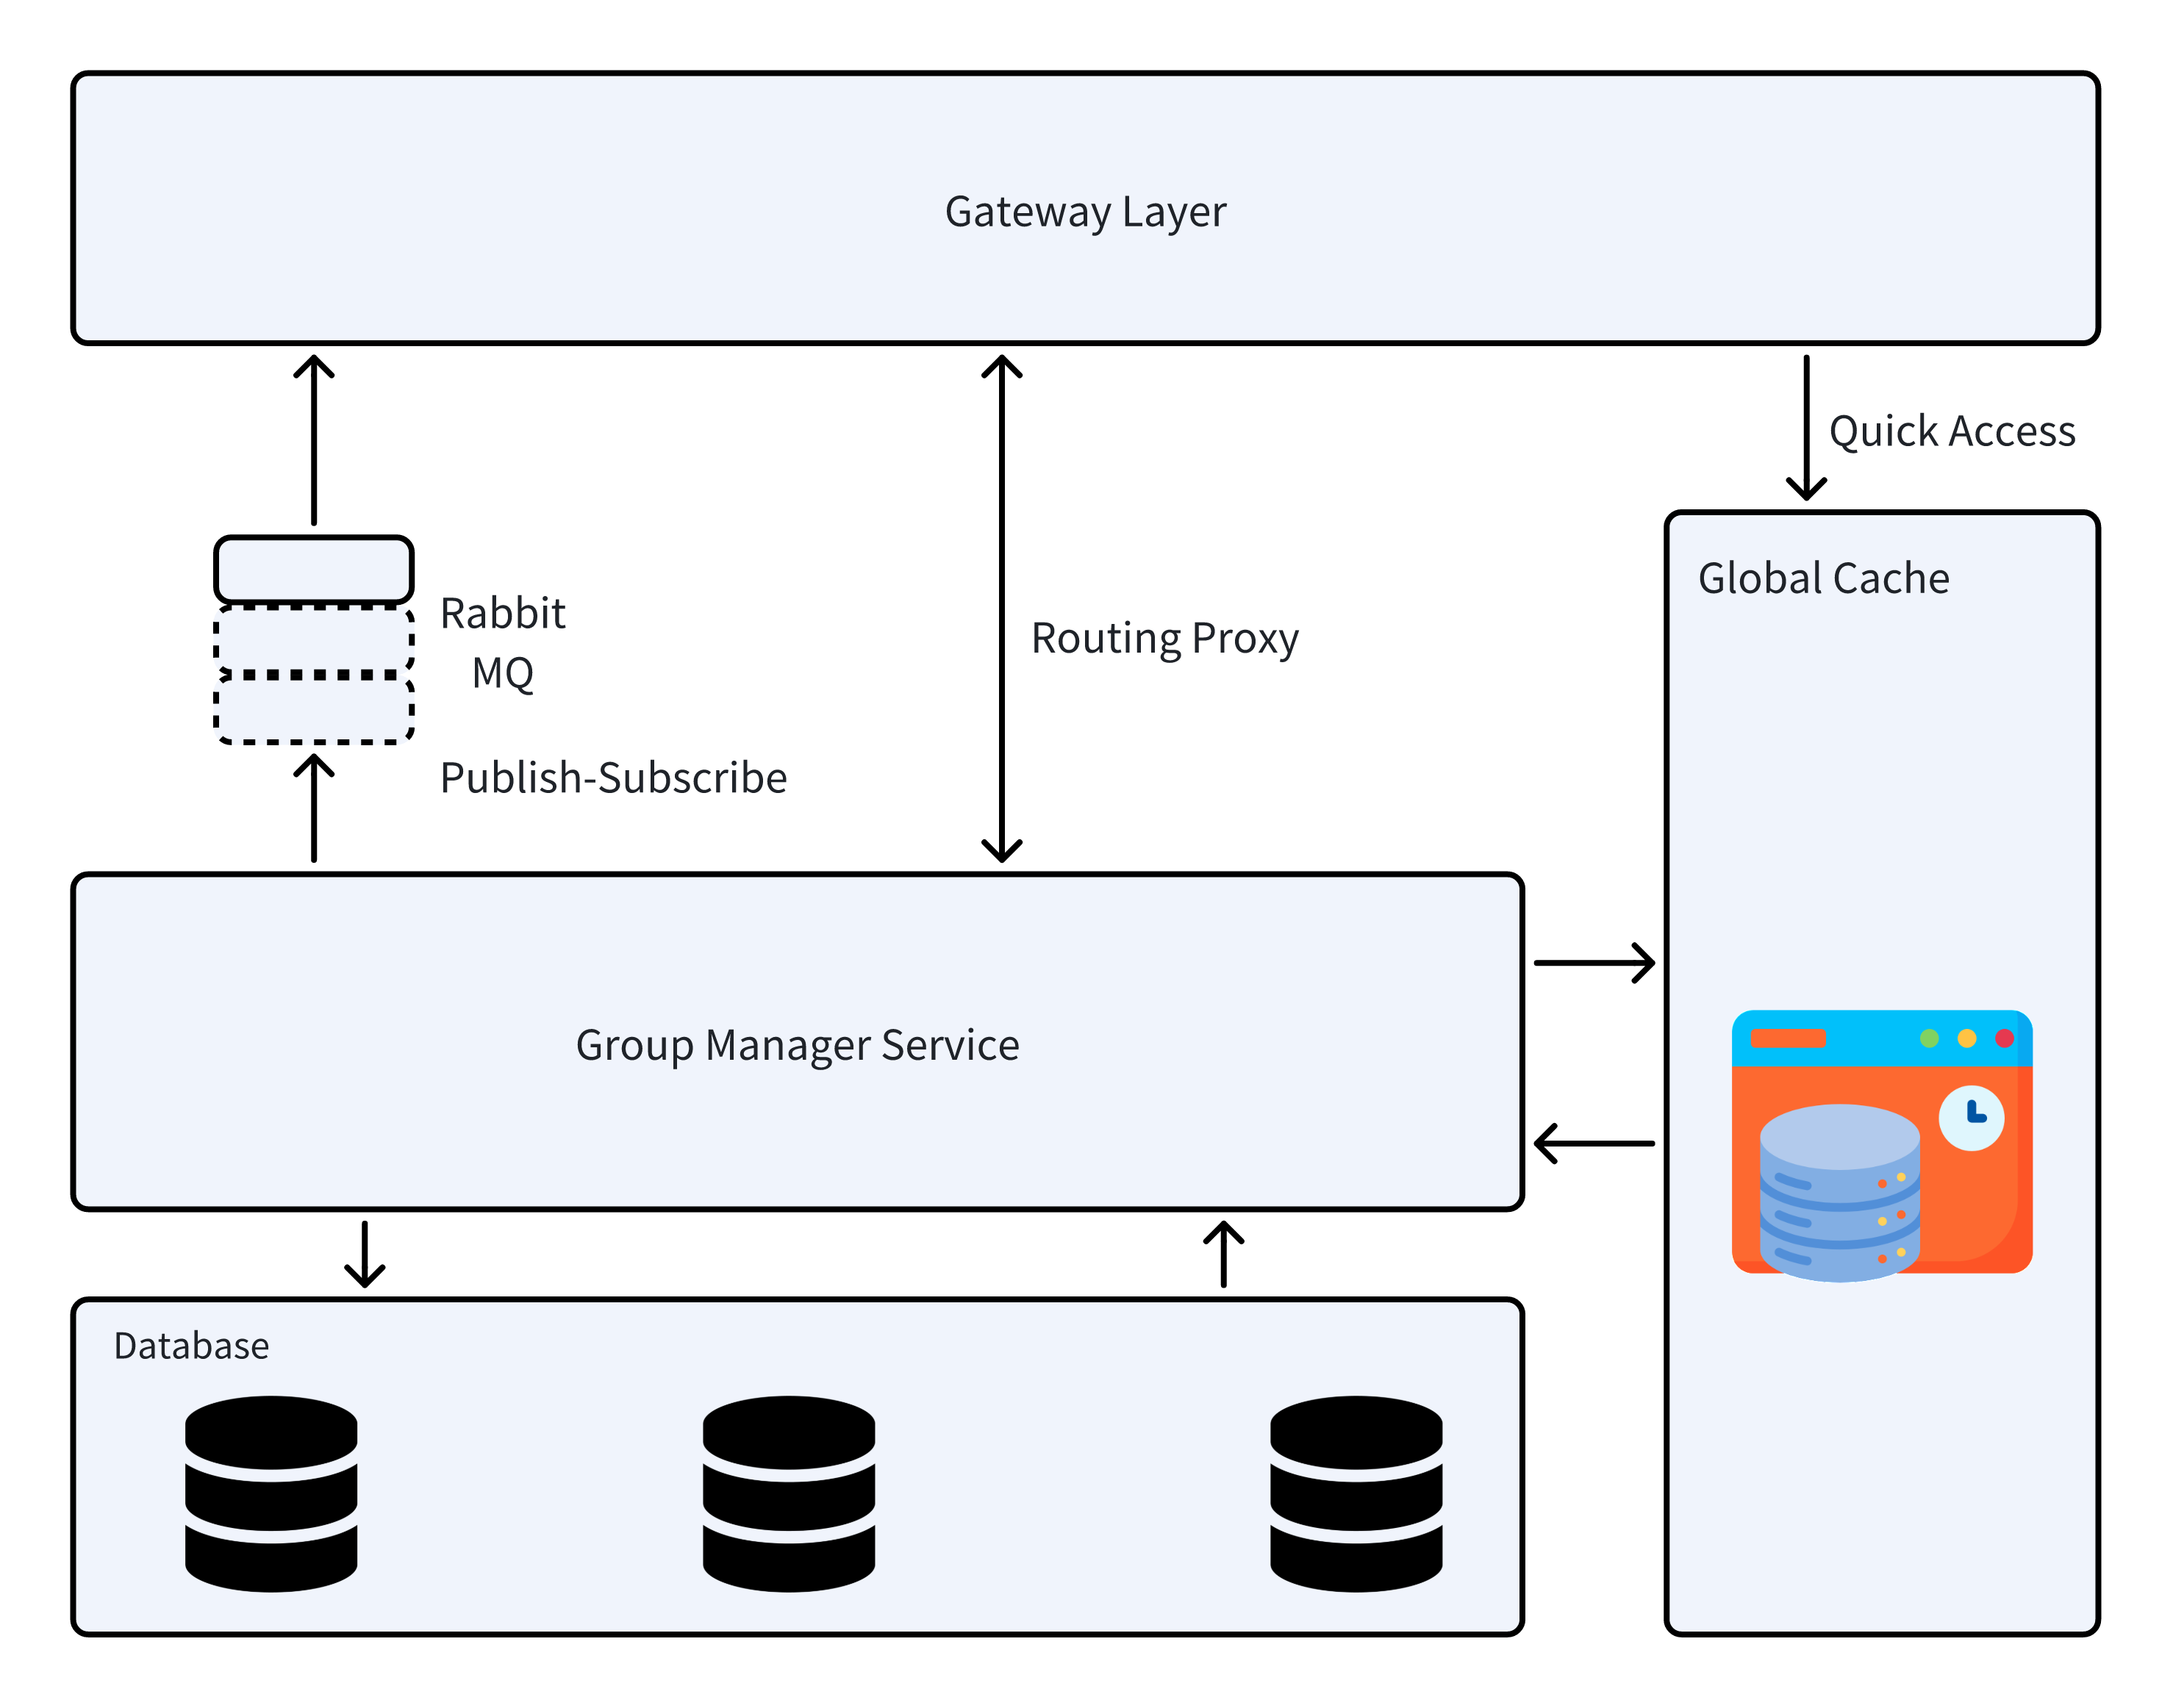 Gateway Layer
Quick Access
Global Cache
Rabbit
MQ
Routing Proxy
Publish-Subscribe
Group Manager Service
Database